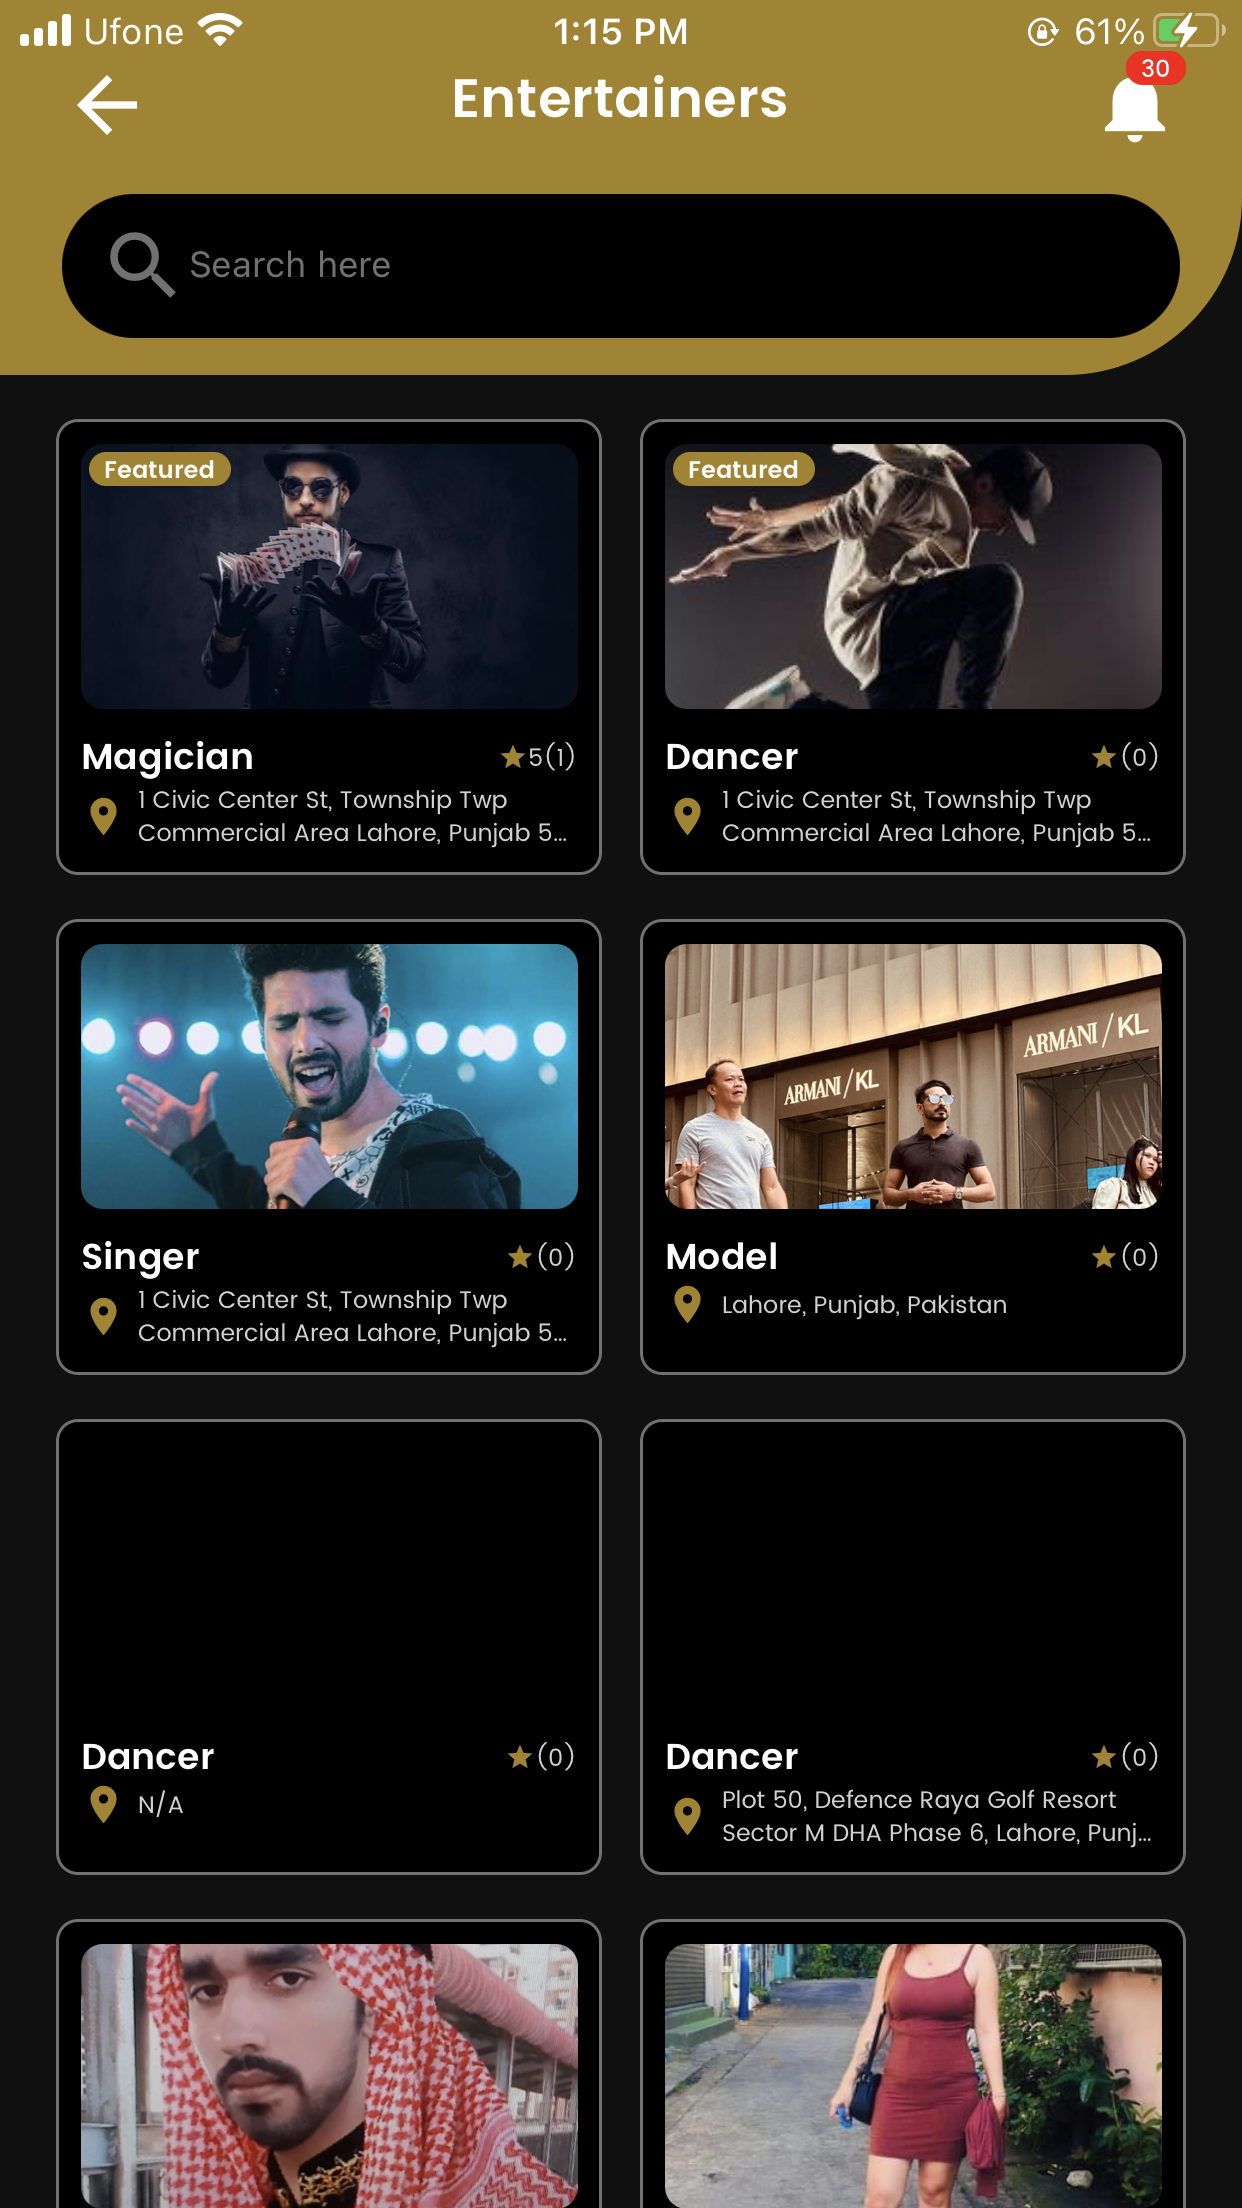 Ufone
1:15 PM
61%
30
Entertainers
Search here
Featured
Featured
Magician
5(1)
1 Civic Center St, Township Twp
Commercial Area Lahore, Punjab 5...
Dancer
(0)
1 Civic Center St, Township Twp
Commercial Area Lahore, Punjab 5...
ARMANI / KL
ARMANI / KL
Singer
(0)
1 Civic Center St, Township Twp
Commercial Area Lahore, Punjab 5...
Model
(0)
Lahore, Punjab, Pakistan
Dancer
(0)
N/A
Dancer
(0)
Plot 50, Defence Raya Golf Resort
Sector M DHA Phase 6, Lahore, Punj...